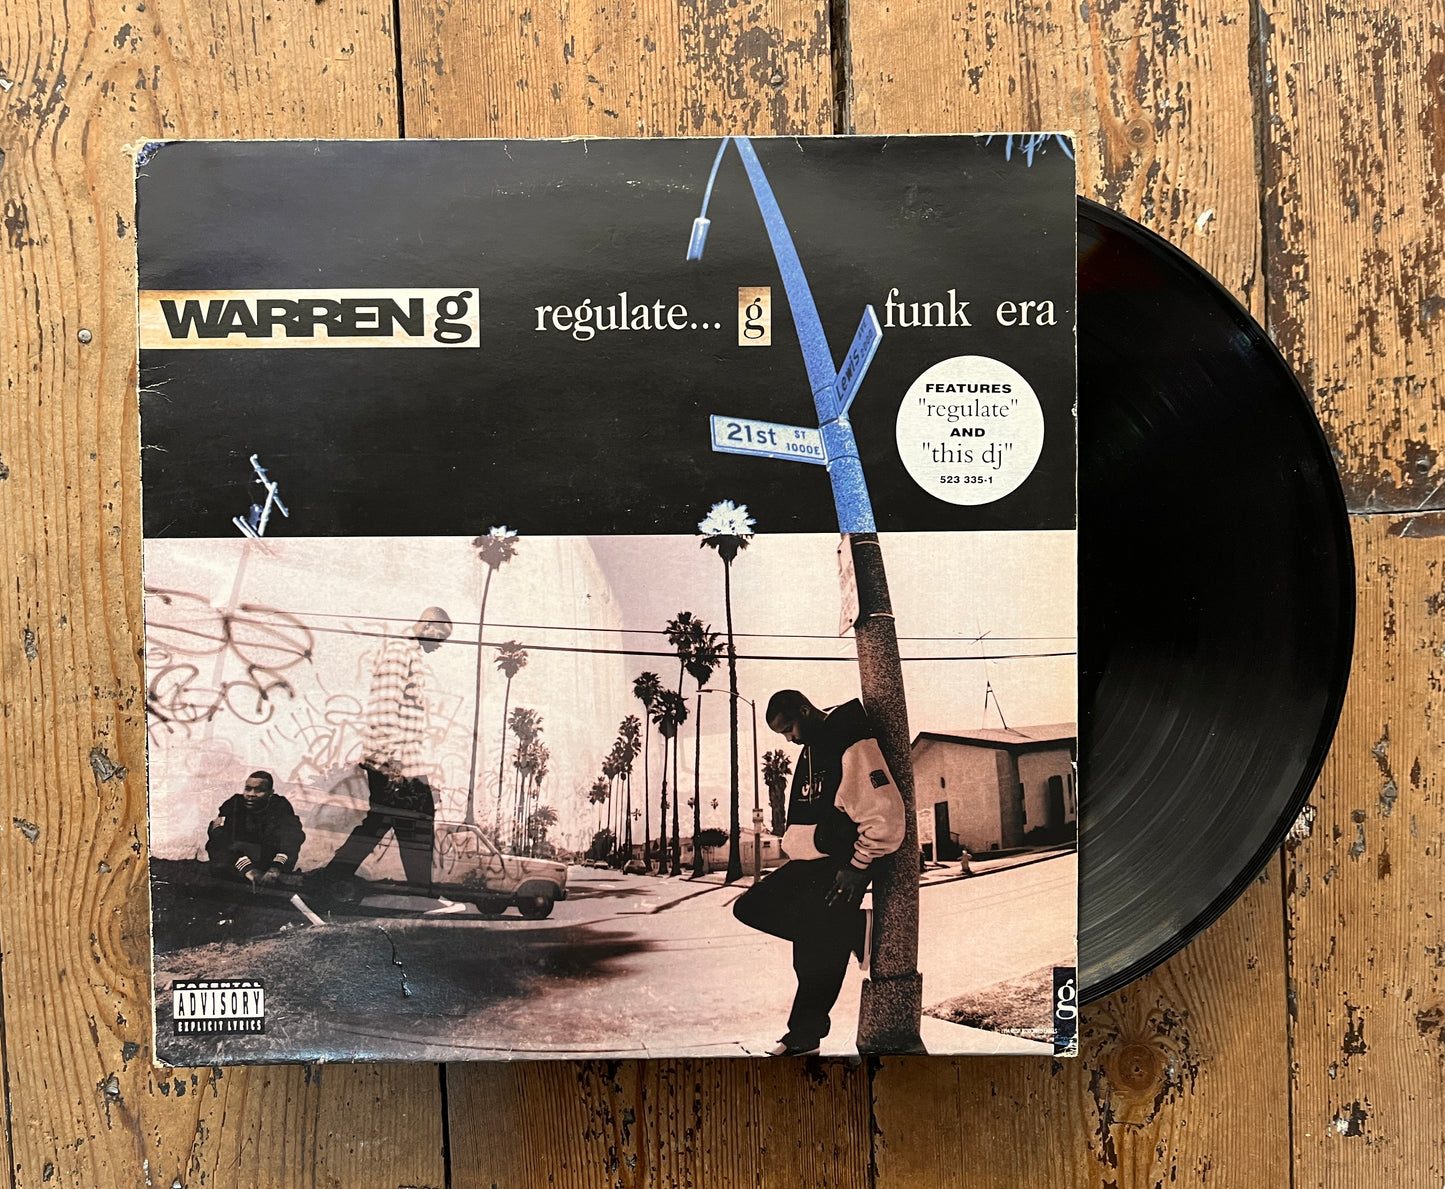 WARREN g
regulate... g funk era
FEATURES
"regulate"
AND
"this dj"
523 335-1
Lewis
21st ST
1000E
PARENTAL
ADVISORY
EXPLICIT LYRICS
g